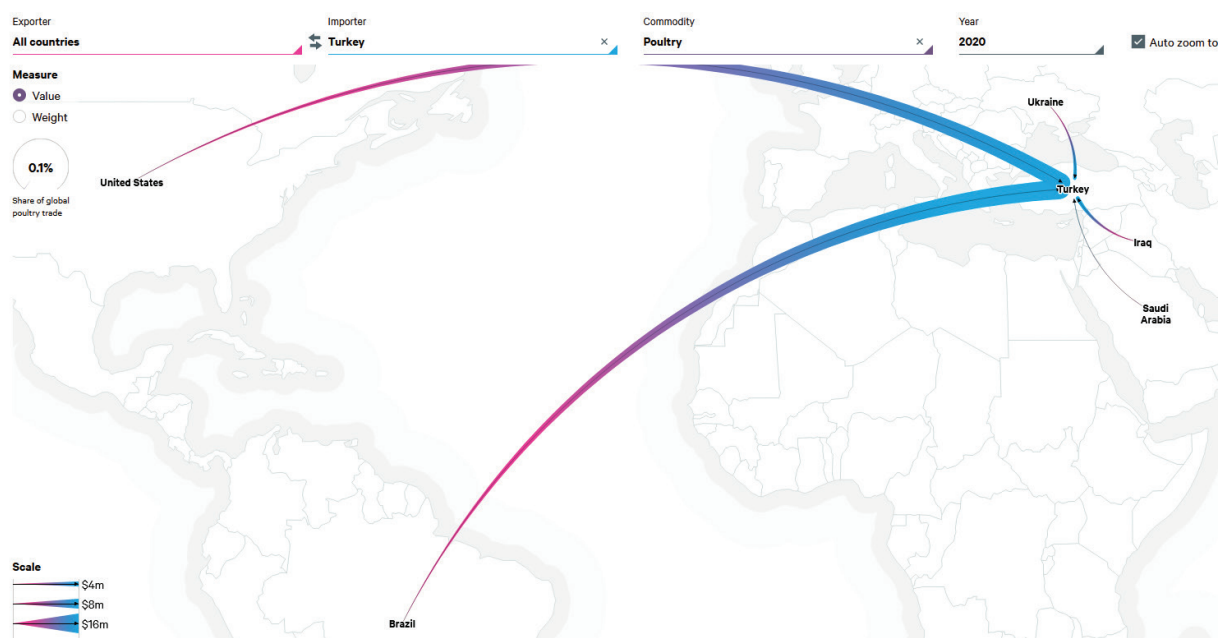 Exporter
All countries
Importer
Turkey ×
Commodity
Poultry ×
Year
2020
Auto zoom to
Measure
Value
Weight
0.1%
Share of global
poultry trade
United States
Ukraine
Turkey
Iraq
Saudi
Arabia
Brazil
Scale
$4m
$8m
$16m